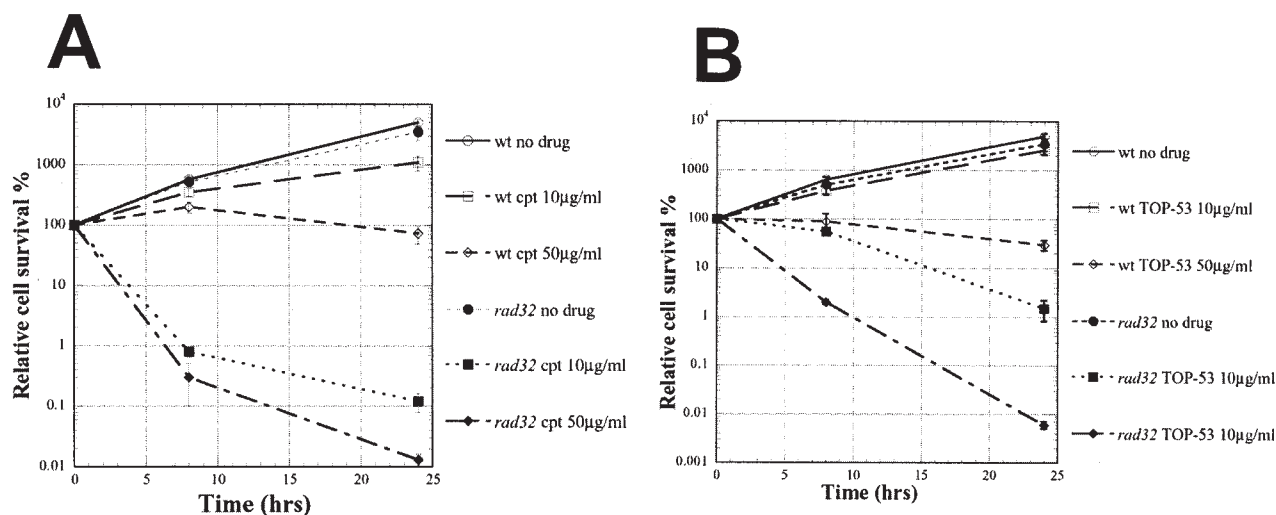 A
Relative cell survival %
10^4
1000
100
10
1
0.1
0.01
0
5
10
15
20
25
Time (hrs)
wt no drug
wt cpt 10µg/ml
wt cpt 50µg/ml
rad32 no drug
rad32 cpt 10µg/ml
rad32 cpt 50µg/ml
B
Relative cell survival %
10^4
1000
100
10
1
0.1
0.01
0.001
0
5
10
15
20
25
Time (hrs)
wt no drug
wt TOP-53 10µg/ml
wt TOP-53 50µg/ml
rad32 no drug
rad32 TOP-53 10µg/ml
rad32 TOP-53 10µg/ml